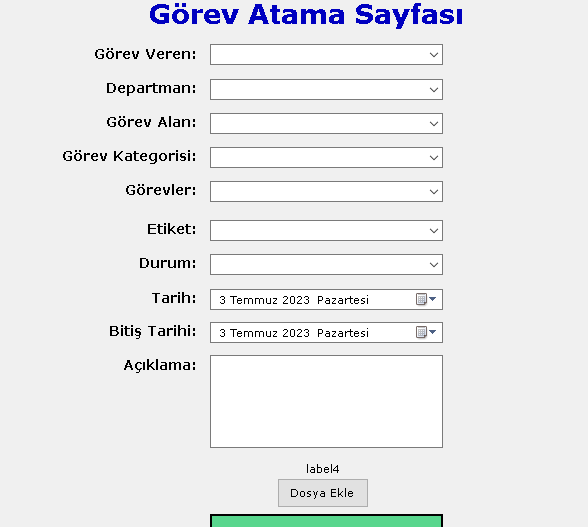 Görev Atama Sayfası
Görev Veren:
Departman:
Görev Alan:
Görev Kategorisi:
Görevler:
Etiket:
Durum:
Tarih: 3 Temmuz 2023 Pazartesi
Bitiş Tarihi: 3 Temmuz 2023 Pazartesi
Açıklama:
label4
Dosya Ekle